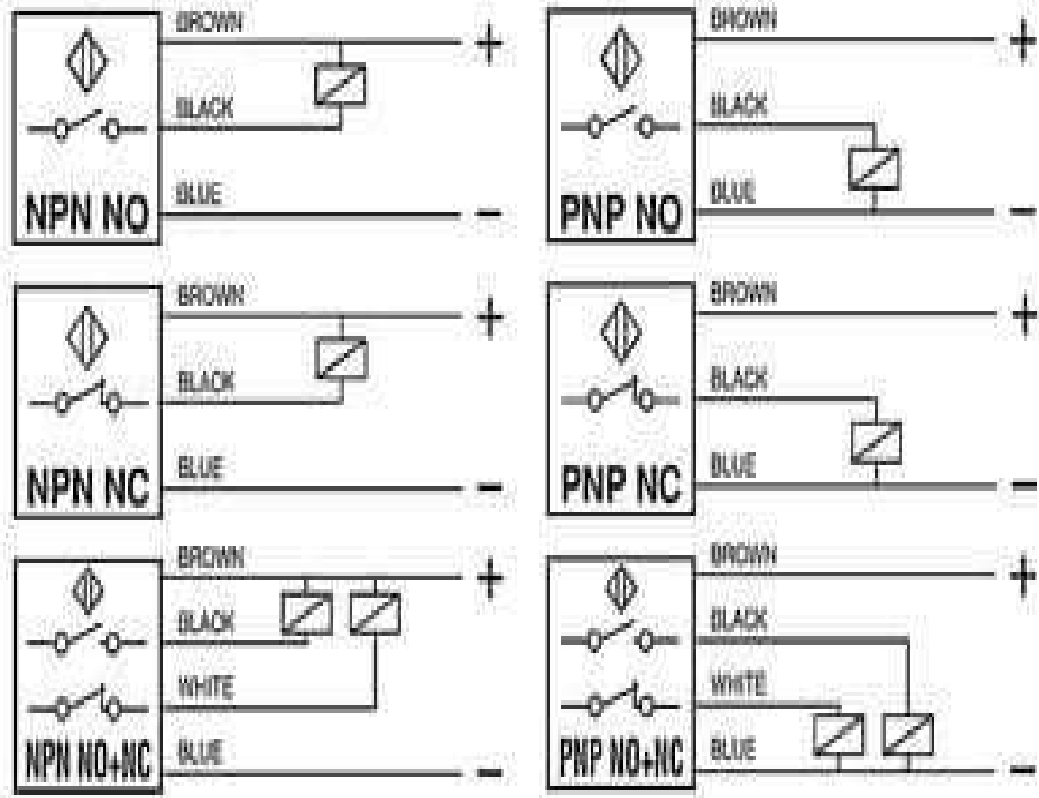 BROWN
+
BLACK
BLUE
NPN NO
−
BROWN
+
BLACK
BLUE
PNP NO
−
BROWN
+
BLACK
BLUE
NPN NC
−
BROWN
+
BLACK
BLUE
PNP NC
−
BROWN
+
BLACK
WHITE
BLUE
NPN NO+NC
−
BROWN
+
BLACK
WHITE
BLUE
PNP NO+NC
−